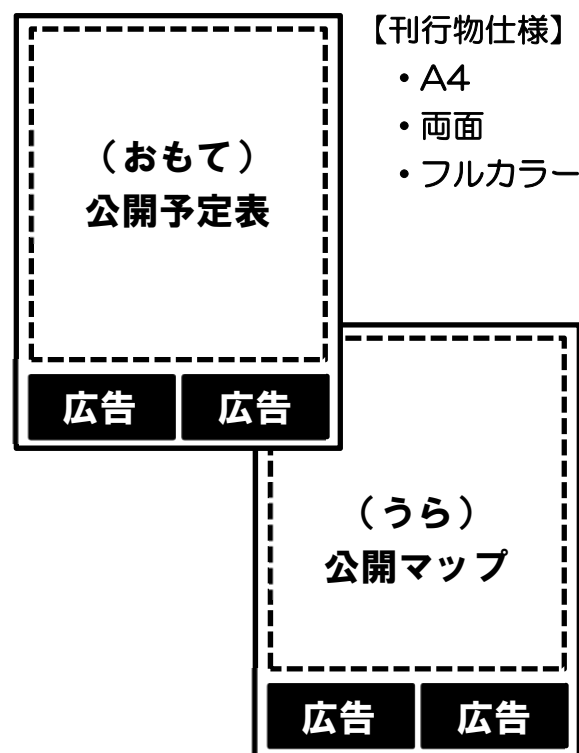 【刊行物仕様】
・A4
・両面
・フルカラー
（おもて）
公開予定表
広告 広告
（うら）
公開マップ
広告 広告